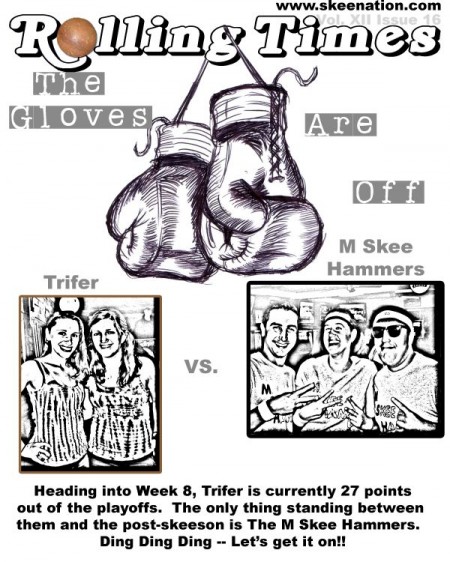 www.skeenation.com
Vol. XII Issue 16
Rolling Times
The
Gloves
Are
Off
M Skee
Hammers
Trifer
vs.
Heading into Week 8, Trifer is currently 27 points
out of the playoffs. The only thing standing between
them and the post-skeeson is The M Skee Hammers.
Ding Ding Ding -- Let's get it on!!